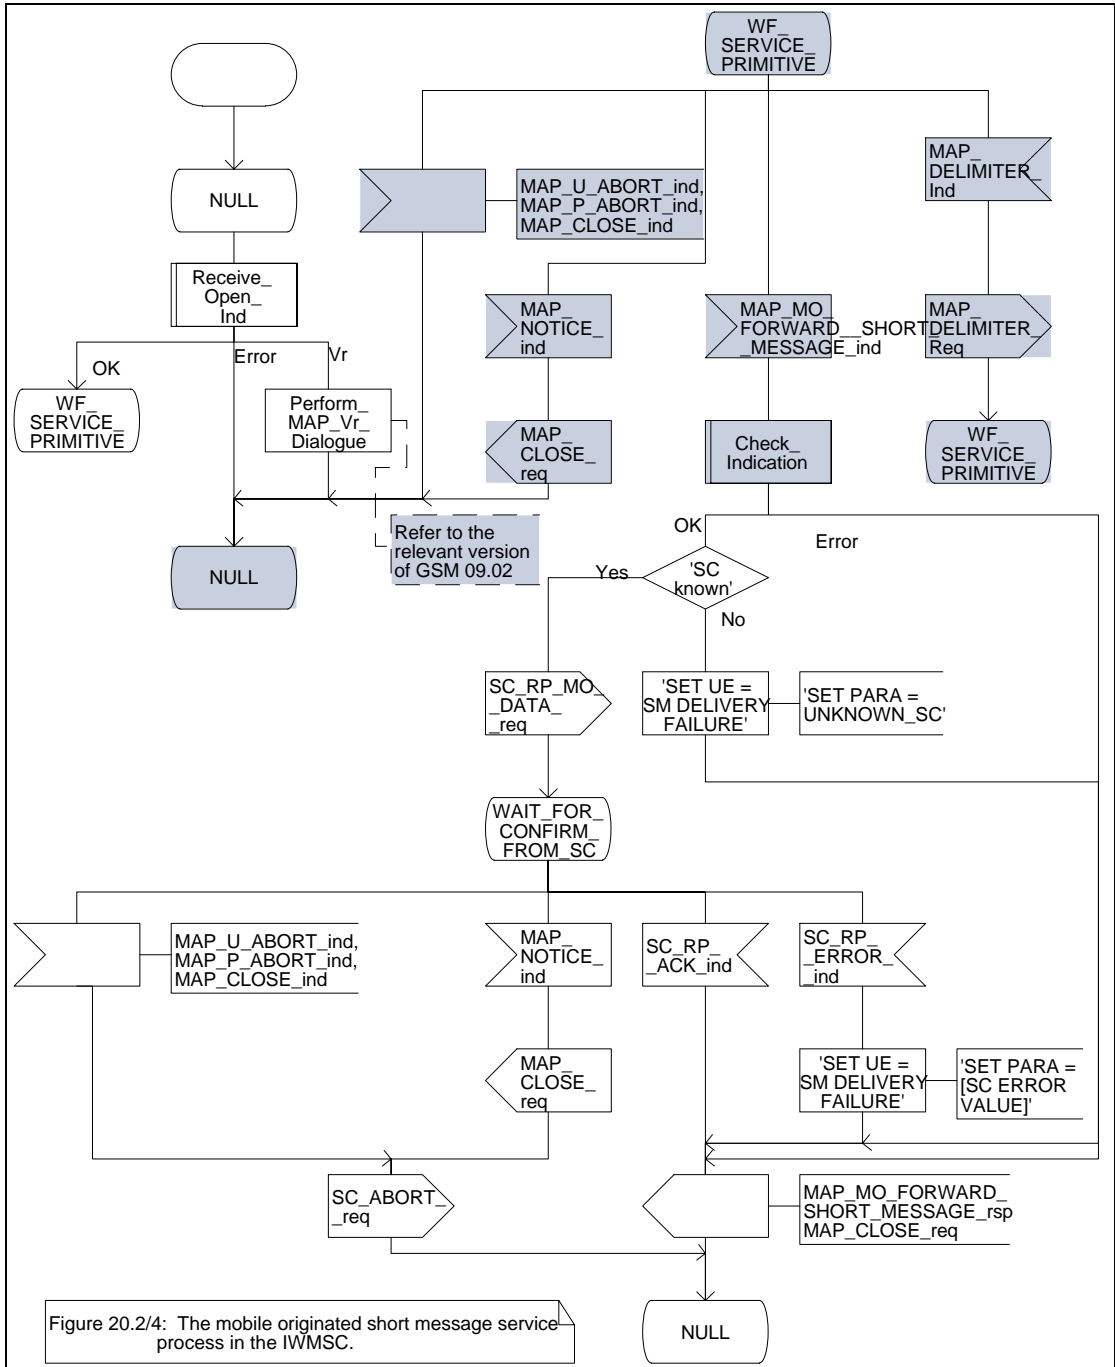 WF_
SERVICE_
PRIMITIVE
MAP_
DELIMITER_
Ind
NULL
MAP_U_ABORT_ind,
MAP_P_ABORT_ind,
MAP_CLOSE_ind
Receive_
Open_
Ind
MAP_
NOTICE_
ind
MAP_MO_
FORWARD__SHORT
_MESSAGE_ind
MAP_
DELIMITER_
Req
OK
Error
Vr
WF_
SERVICE_
PRIMITIVE
Perform_
MAP_Vr_
Dialogue
MAP_
CLOSE_
req
Check_
Indication
WF_
SERVICE_
PRIMITIVE
NULL
Refer to the
relevant version
of GSM 09.02
OK
Error
Yes
'SC
known'
No
SC_RP_MO_
_DATA_
_req
'SET UE =
SM DELIVERY
FAILURE'
'SET PARA =
UNKNOWN_SC'
WAIT_FOR_
CONFIRM_
FROM_SC
MAP_U_ABORT_ind,
MAP_P_ABORT_ind,
MAP_CLOSE_ind
MAP_
NOTICE_
ind
SC_RP_
_ACK_ind
SC_RP_
_ERROR_
_ind
MAP_
CLOSE_
req
'SET UE =
SM DELIVERY
FAILURE'
'SET PARA =
[SC ERROR
VALUE]'
SC_ABORT_
_req
MAP_MO_FORWARD_
SHORT_MESSAGE_rsp
MAP_CLOSE_req
NULL
Figure 20.2/4: The mobile originated short message service
process in the IWMSC.